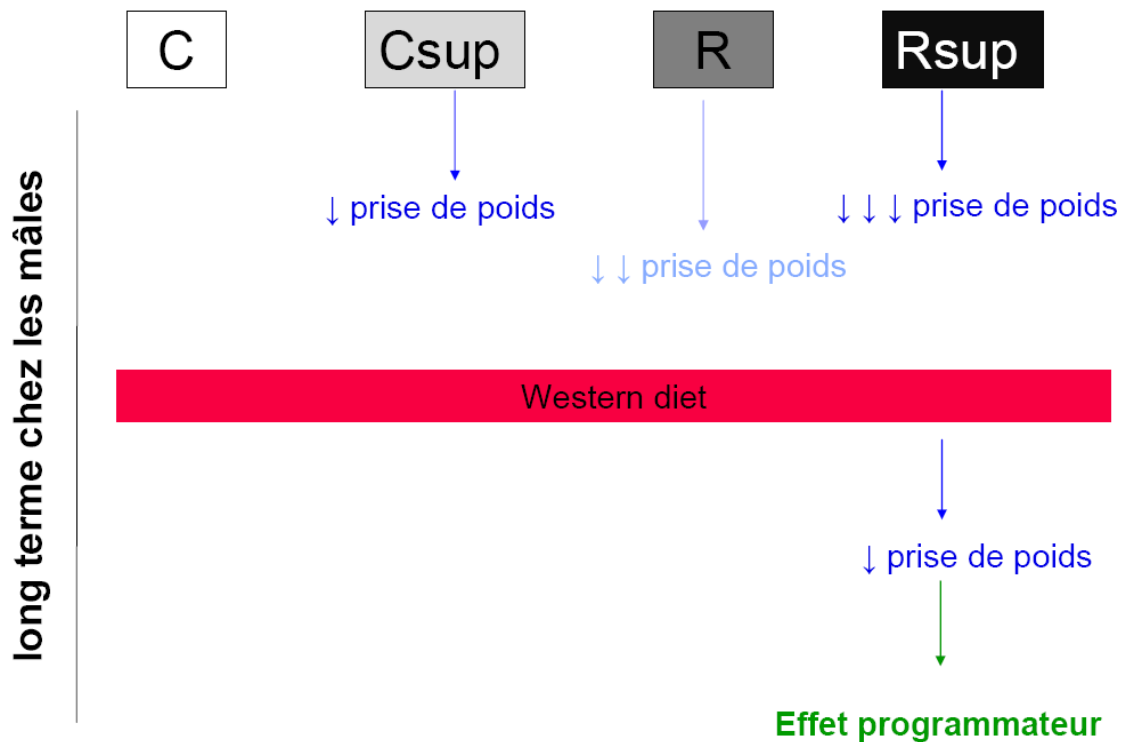 C
Csup
R
Rsup
long terme chez les mâles
↓ prise de poids
↓ ↓ ↓ prise de poids
↓ ↓ prise de poids
Western diet
↓ prise de poids
Effet programmateur